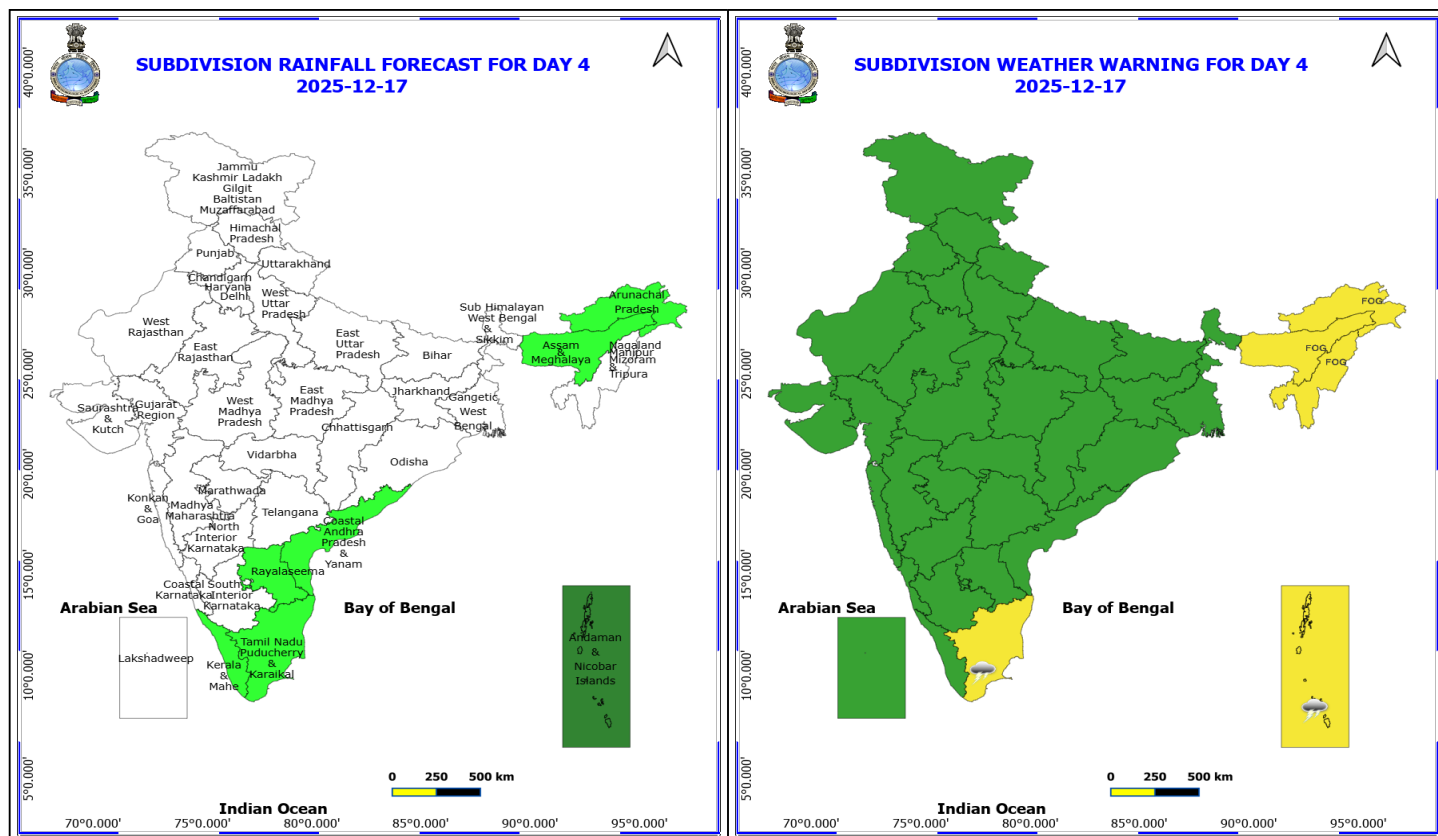 SUBDIVISION RAINFALL FORECAST FOR DAY 4
2025-12-17
40°0.000'
35°0.000'
30°0.000'
25°0.000'
20°0.000'
15°0.000'
10°0.000'
5°0.000'
Jammu
Kashmir Ladakh
Gilgit
Baltistan
Muzaffarabad
Himachal
Pradesh
Punjab
Uttarakhand
Chandigarh
Haryana
Delhi
West
Uttar
Pradesh
West
Rajasthan
East
Rajasthan
East
Uttar
Pradesh
Bihar
Sub Himalayan
West Bengal
&
Sikkim
Arunachal
Pradesh
Assam
&
Meghalaya
Nagaland
Manipur
Mizoram
&
Tripura
Saurashtra
&
Kutch
Gujarat
Region
West
Madhya
Pradesh
East
Madhya
Pradesh
Jharkhand
Gangetic
West
Bengal
Chhattisgarh
Vidarbha
Odisha
Konkan
&
Goa
Madhya
Maharashtra
Marathwada
Telangana
North
Interior
Karnataka
Coastal
Andhra
Pradesh
&
Yanam
Rayalaseema
Coastal
Karnataka
South
Interior
Karnataka
Arabian Sea
Bay of Bengal
Lakshadweep
Kerala
&
Mahe
Tamil Nadu
Puducherry
&
Karaikal
Andaman
&
Nicobar
Islands
0 250 500 km
Indian Ocean
70°0.000' 75°0.000' 80°0.000' 85°0.000' 90°0.000' 95°0.000'
SUBDIVISION WEATHER WARNING FOR DAY 4
2025-12-17
40°0.000'
35°0.000'
30°0.000'
25°0.000'
20°0.000'
15°0.000'
10°0.000'
5°0.000'
FOG
FOG
FOG
Arabian Sea
Bay of Bengal
0 250 500 km
Indian Ocean
70°0.000' 75°0.000' 80°0.000' 85°0.000' 90°0.000' 95°0.000'